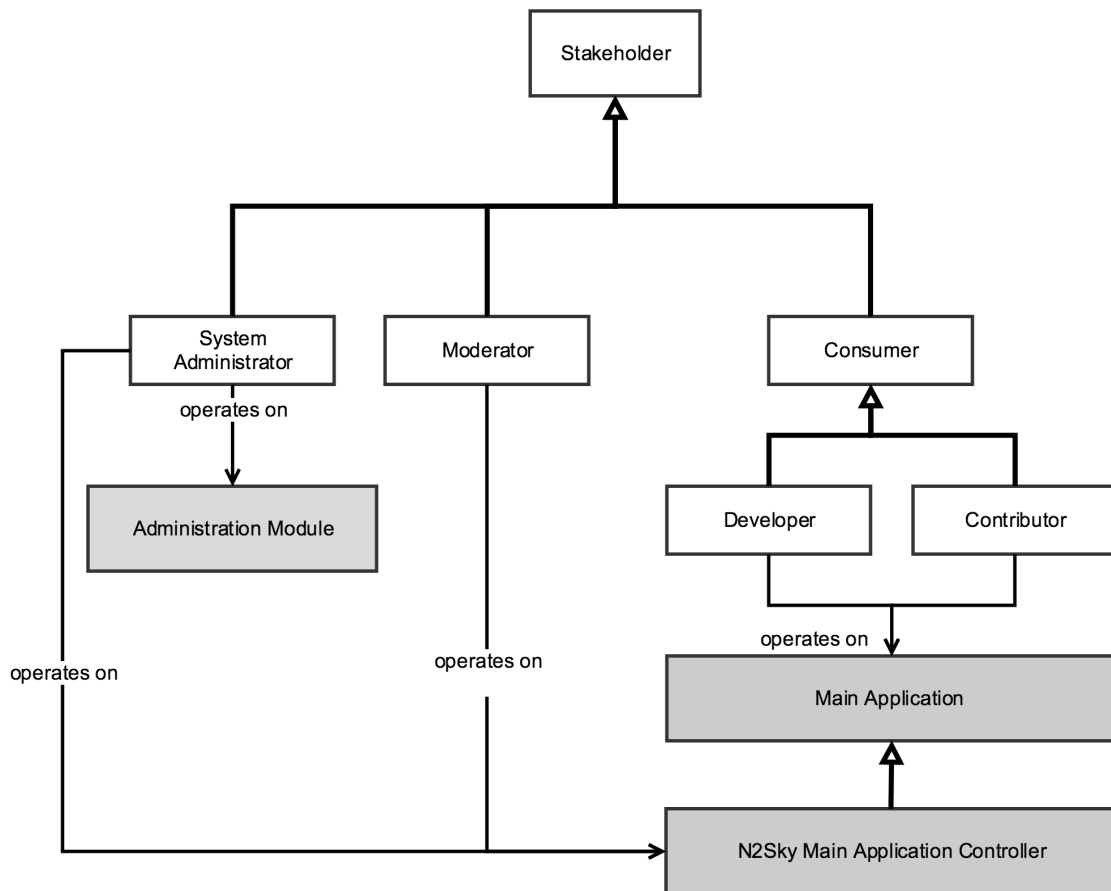 Stakeholder
System
Administrator
Moderator
Consumer
operates on
Developer
Contributor
Administration Module
operates on
operates on
operates on
Main Application
N2Sky Main Application Controller